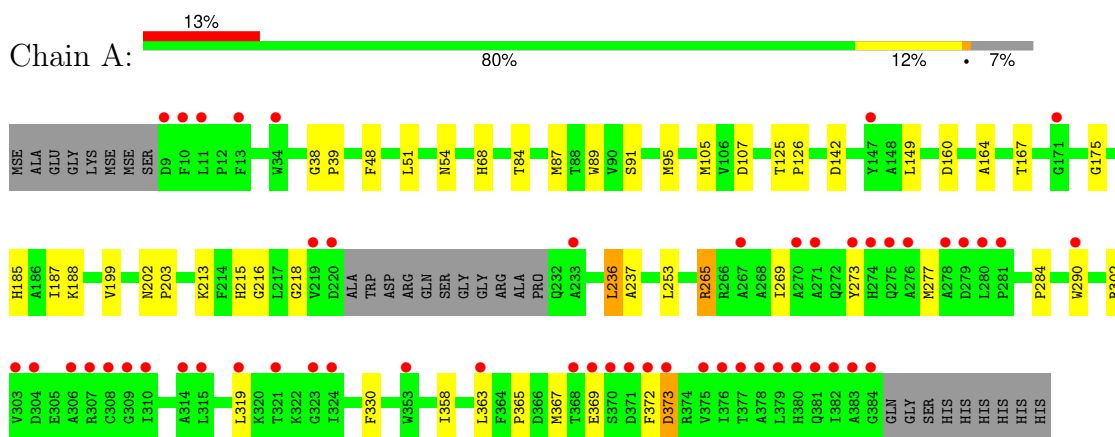 13%
Chain A:
80% 12% • 7%
MSE ALA GLU GLY LYS MSE MSE SER D9 F10 L11 P12 F13 W34 G38 P39 F48 L51 N54 H68 T84 M87 T88 W89 V90 S91 M95 M105 V106 D107 T125 P126 D142 Y147 A148 L149 D160 A164 T167 G171 G175
H185 A186 I187 K188 V199 N202 P203 K213 F214 H215 G216 L217 G218 V219 D220 ALA TRP ASP ARG GLN SER GLY GLY ARG ALA PRO Q232 A233 L236 A237 L253 R265 R266 A267 A268 I269 A270 A271 Q272 Y273 H274 Q275 A276 M277 A278 D279 L280 P281 P284 W290
V303 D304 E305 A306 R307 C308 G309 I310 A314 L315 L319 K320 T321 K322 G323 I324 F330 W353 I358 L363 F364 P365 D366 M367 T368 E369 S370 D371 F372 D373 R374 V375 I376 T377 A378 L379 H380 Q381 I382 A383 G384 GLN GLY SER HIS HIS HIS HIS HIS HIS